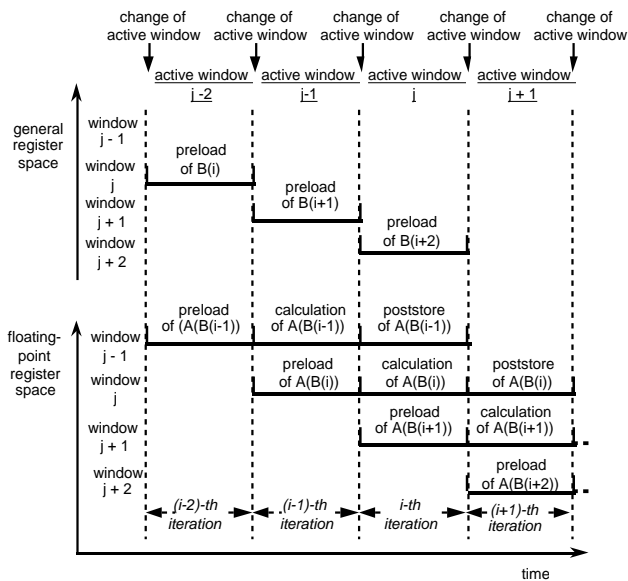 change of change of change of change of change of
active window active window active window active window active window
active window active window active window active window
j -2 j-1 j j + 1
general
register
space
window
j - 1
window
j
window
j + 1
window
j + 2
preload
of B(i)
preload
of B(i+1)
preload
of B(i+2)
floating-
point
register
space
window
j - 1
preload calculation poststore
of (A(B(i-1)) of A(B(i-1)) of A(B(i-1))
window
j
preload calculation poststore
of A(B(i)) of A(B(i)) of A(B(i))
window
j + 1
preload calculation
of A(B(i+1)) of A(B(i+1))
window
j + 2
preload
of A(B(i+2))
(i-2)-th (i-1)-th i-th (i+1)-th
iteration iteration iteration iteration
time